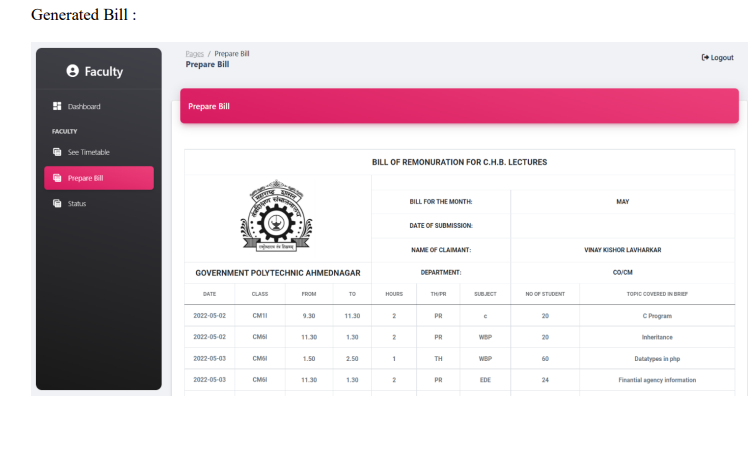 Generated Bill :
Pages / Prepare Bill
Prepare Bill
Logout
Faculty
Dashboard
FACULTY
See Timetable
Prepare Bill
Status
Prepare Bill
BILL OF REMONURATION FOR C.H.B. LECTURES
BILL FOR THE MONTH: MAY
DATE OF SUBMISSION:
NAME OF CLAIMANT: VINAY KISHOR LAVHARKAR
GOVERNMENT POLYTECHNIC AHMEDNAGAR DEPARTMENT: CO/CM
DATE CLASS FROM TO HOURS TH/PR SUBJECT NO OF STUDENT TOPIC COVERED IN BRIEF
2022-05-02 CM1I 9.30 11.30 2 PR c 20 C Program
2022-05-02 CM6I 11.30 1.30 2 PR WBP 20 Inheritance
2022-05-03 CM6I 1.50 2.50 1 TH WBP 60 Datatypes in php
2022-05-03 CM6I 11.30 1.30 2 PR EDE 24 Finantial agency information